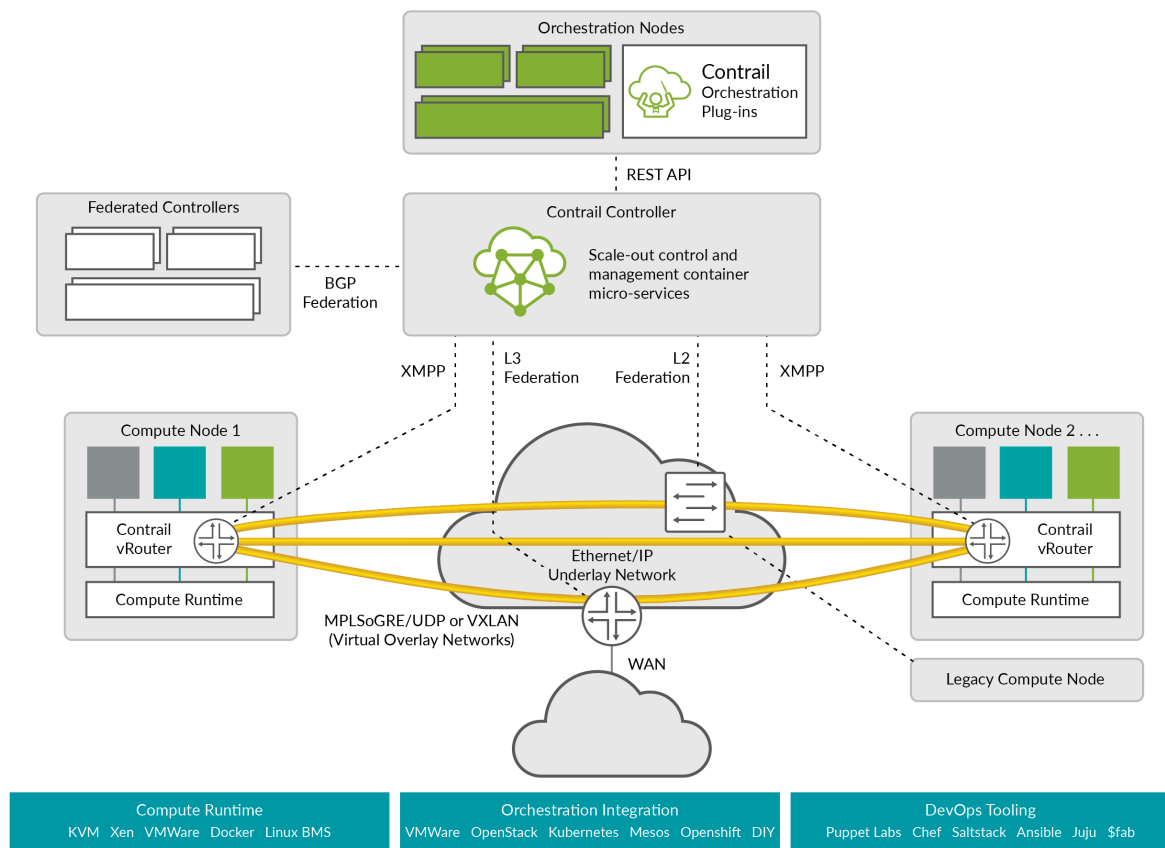 Orchestration Nodes
Contrail
Orchestration
Plug-ins
REST API
Federated Controllers
BGP
Federation
Contrail Controller
Scale-out control and
management container
micro-services
XMPP
L3
Federation
L2
Federation
XMPP
Compute Node 1
Contrail
vRouter
Compute Runtime
Compute Node 2 . . .
Contrail
vRouter
Compute Runtime
Ethernet/IP
Underlay Network
MPLSoGRE/UDP or VXLAN
(Virtual Overlay Networks)
WAN
Legacy Compute Node
Compute Runtime
KVM Xen VMWare Docker Linux BMS
Orchestration Integration
VMWare OpenStack Kubernetes Mesos Openshift DIY
DevOps Tooling
Puppet Labs Chef Saltstack Ansible Juju $fab